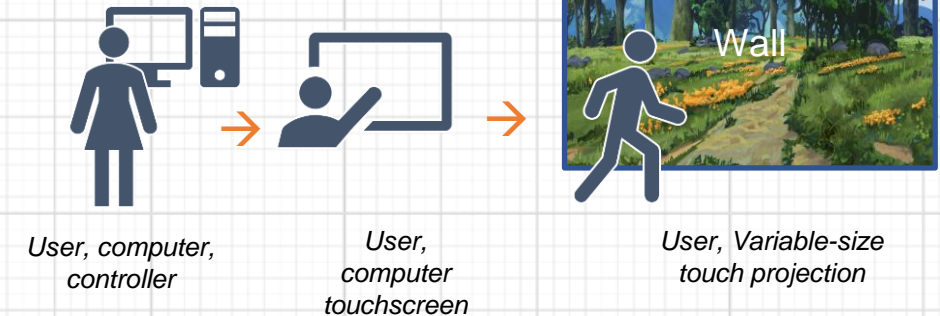 Wall
User, computer,
controller
User,
computer
touchscreen
User, Variable-size
touch projection